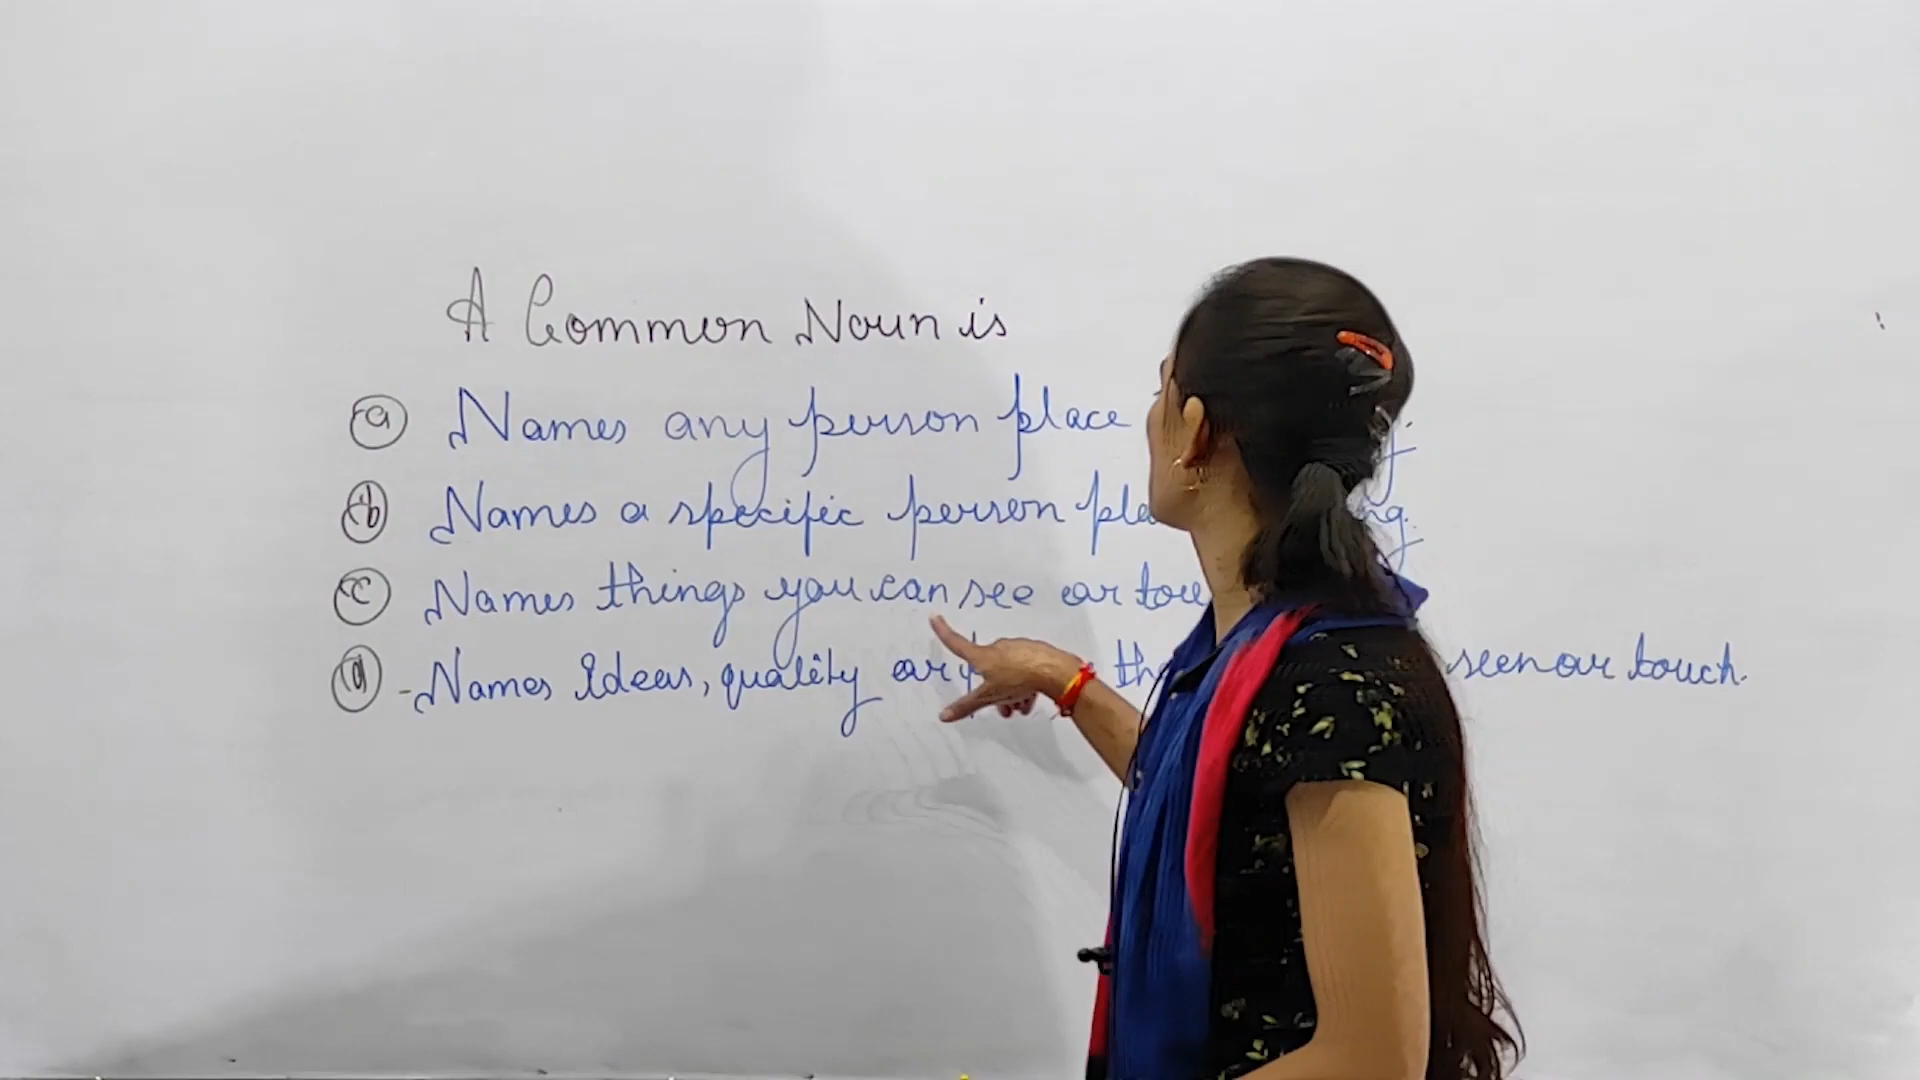 A Common Noun is
(a) Names any person place
(b) Names a specific person
(c) Names things you can see or
(d) - Names Ideas, quality or seen or touch.